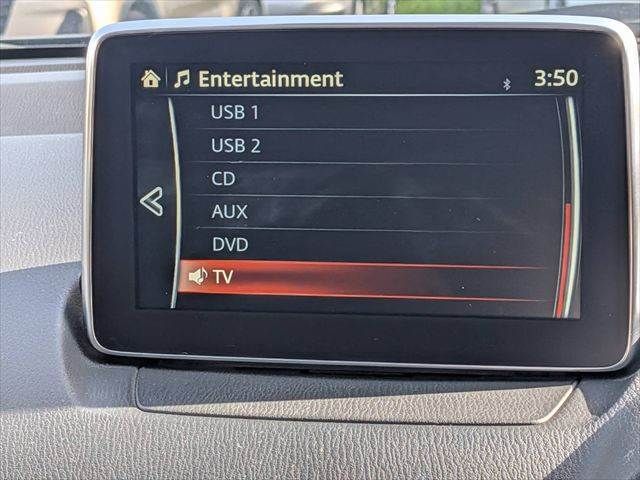 Entertainment 3:50
USB 1
USB 2
CD
AUX
DVD
TV